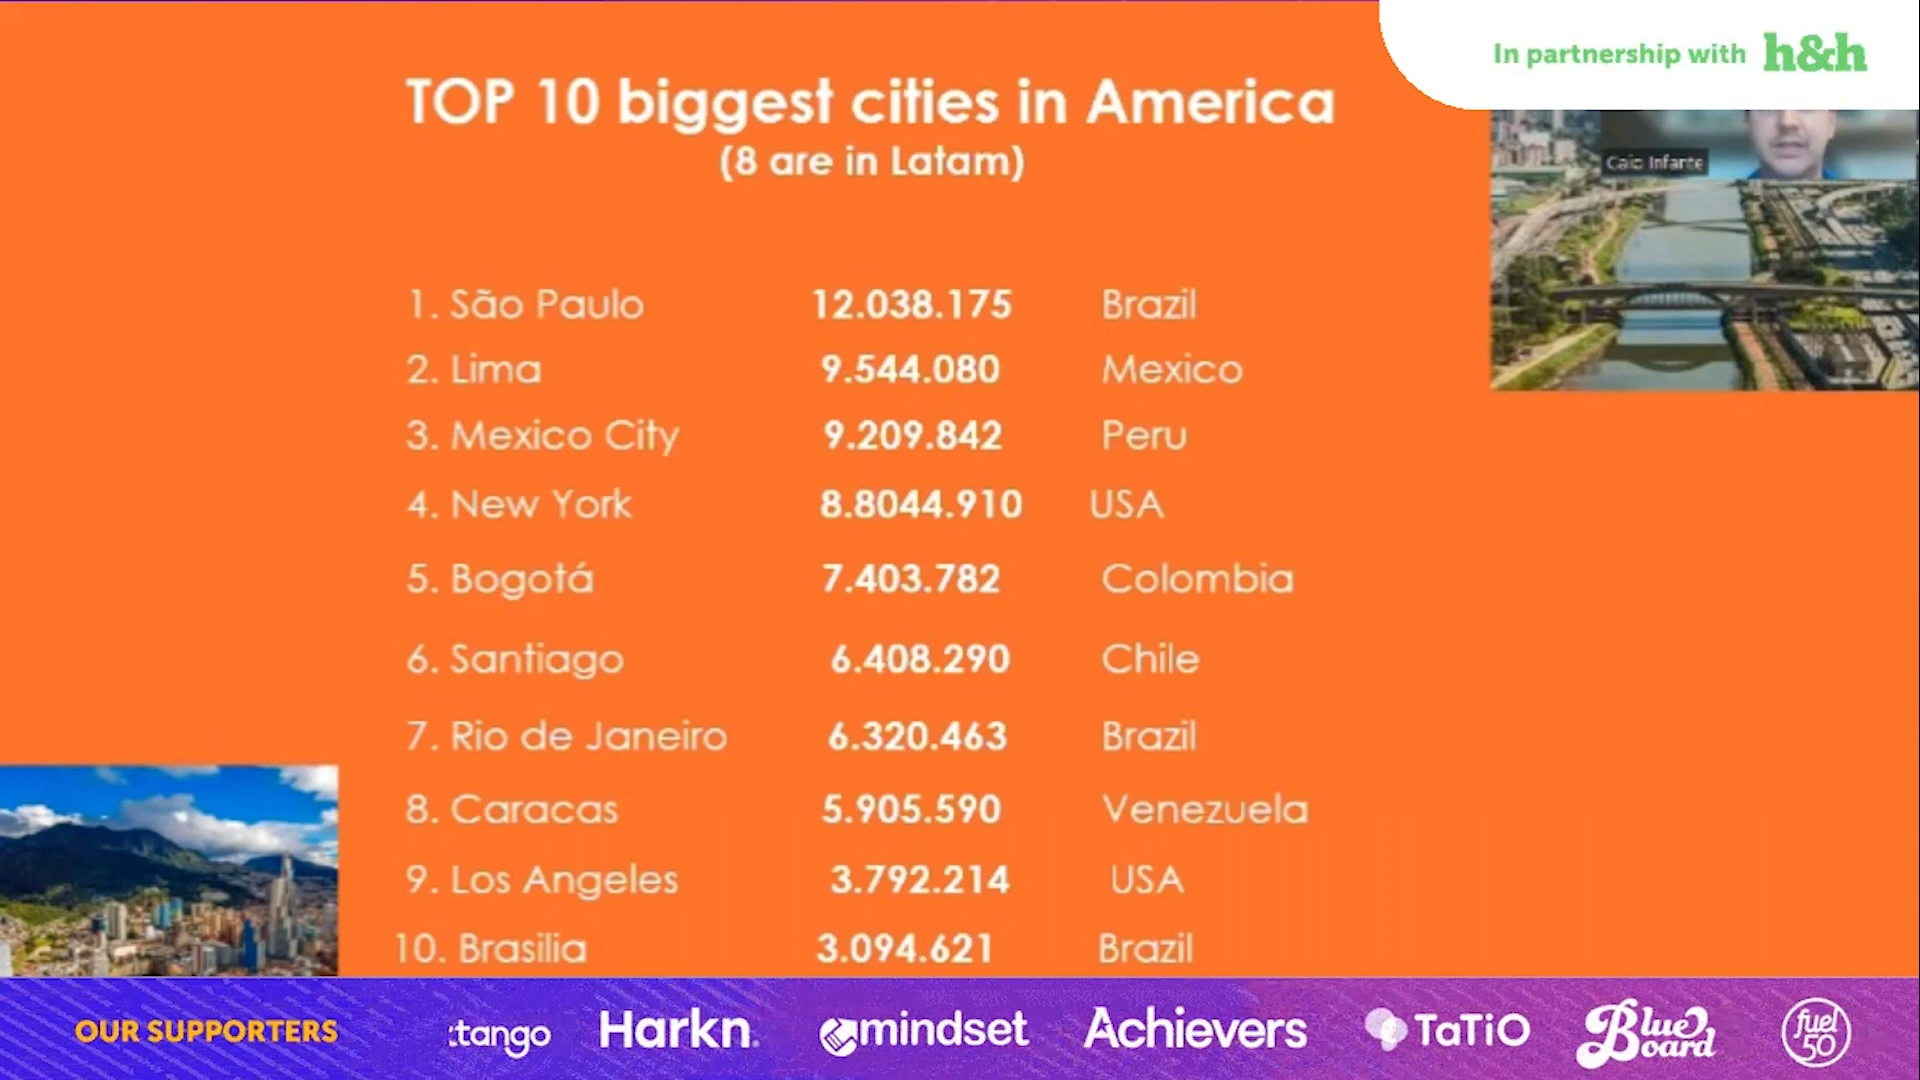 In partnership with h&h
TOP 10 biggest cities in America
(8 are in Latam)
Caio Infante
1. São Paulo 12.038.175 Brazil
2. Lima 9.544.080 Mexico
3. Mexico City 9.209.842 Peru
4. New York 8.8044.910 USA
5. Bogotá 7.403.782 Colombia
6. Santiago 6.408.290 Chile
7. Rio de Janeiro 6.320.463 Brazil
8. Caracas 5.905.590 Venezuela
9. Los Angeles 3.792.214 USA
10. Brasilia 3.094.621 Brazil
OUR SUPPORTERS tango Harkn. mindset Achievers TaTiO Blue Board fuel 50